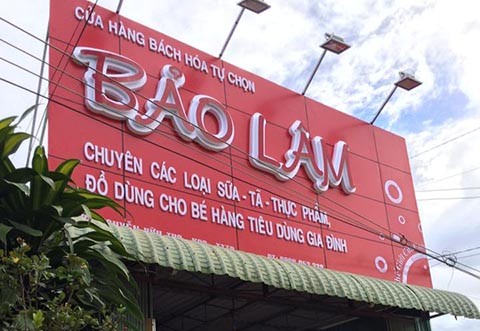 CỬA HÀNG BÁCH HÓA TỰ CHỌN
BẢO LÂM
CHUYÊN CÁC LOẠI SỮA - TÃ - THỰC PHẨM,
ĐỒ DÙNG CHO BÉ HÀNG TIÊU DÙNG GIA ĐÌNH